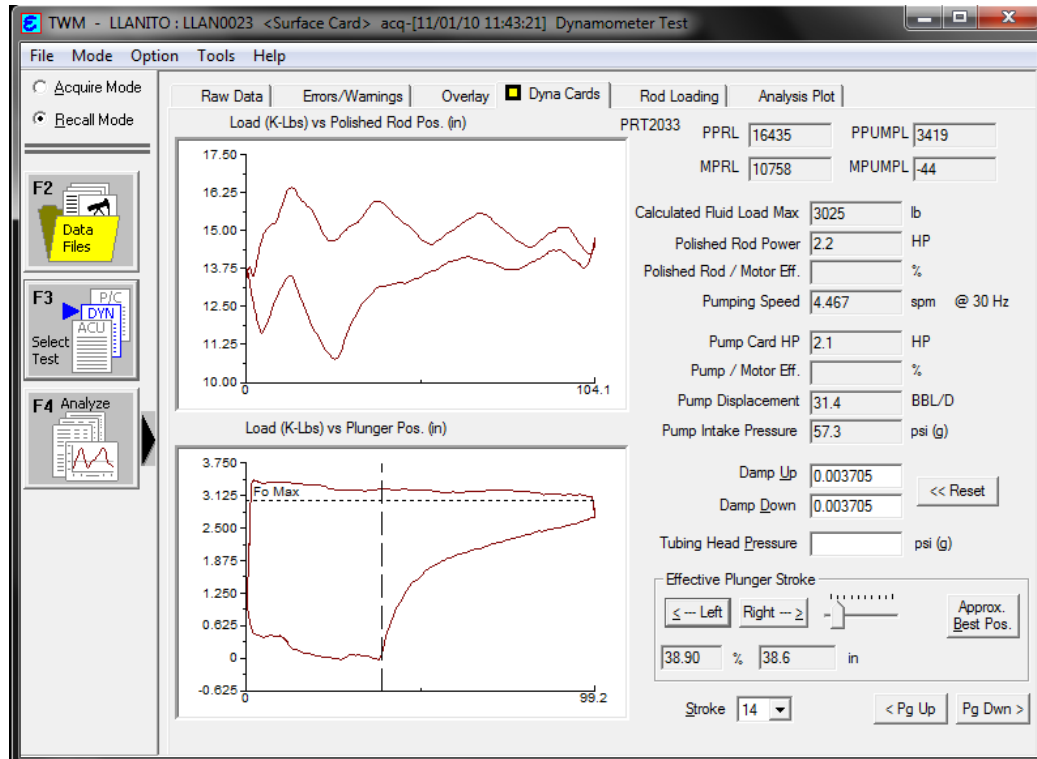 TWM - LLANITO : LLAN0023 <Surface Card> acq-[11/01/10 11:43:21] Dynamometer Test
File Mode Option Tools Help
Acquire Mode
Recall Mode
F2
Data
Files
F3
P/C
DYN
ACU
Select
Test
F4 Analyze
Raw Data Errors/Warnings Overlay Dyna Cards Rod Loading Analysis Plot
Load (K-Lbs) vs Polished Rod Pos. (in)
17.50
16.25
15.00
13.75
12.50
11.25
10.00
0 104.1
Load (K-Lbs) vs Plunger Pos. (in)
3.750
3.125
2.500
1.875
1.250
0.625
0
-0.625
Fo Max
0 99.2
PRT2033
PPRL 16435 PPUMPL 3419
MPRL 10758 MPUMPL -44
Calculated Fluid Load Max 3025 lb
Polished Rod Power 2.2 HP
Polished Rod / Motor Eff. %
Pumping Speed 4.467 spm @ 30 Hz
Pump Card HP 2.1 HP
Pump / Motor Eff. %
Pump Displacement 31.4 BBL/D
Pump Intake Pressure 57.3 psi (g)
Damp Up 0.003705
Damp Down 0.003705
<< Reset
Tubing Head Pressure psi (g)
Effective Plunger Stroke
< --- Left Right --- >
Approx.
Best Pos.
38.90 % 38.6 in
Stroke 14 < Pg Up Pg Dwn >